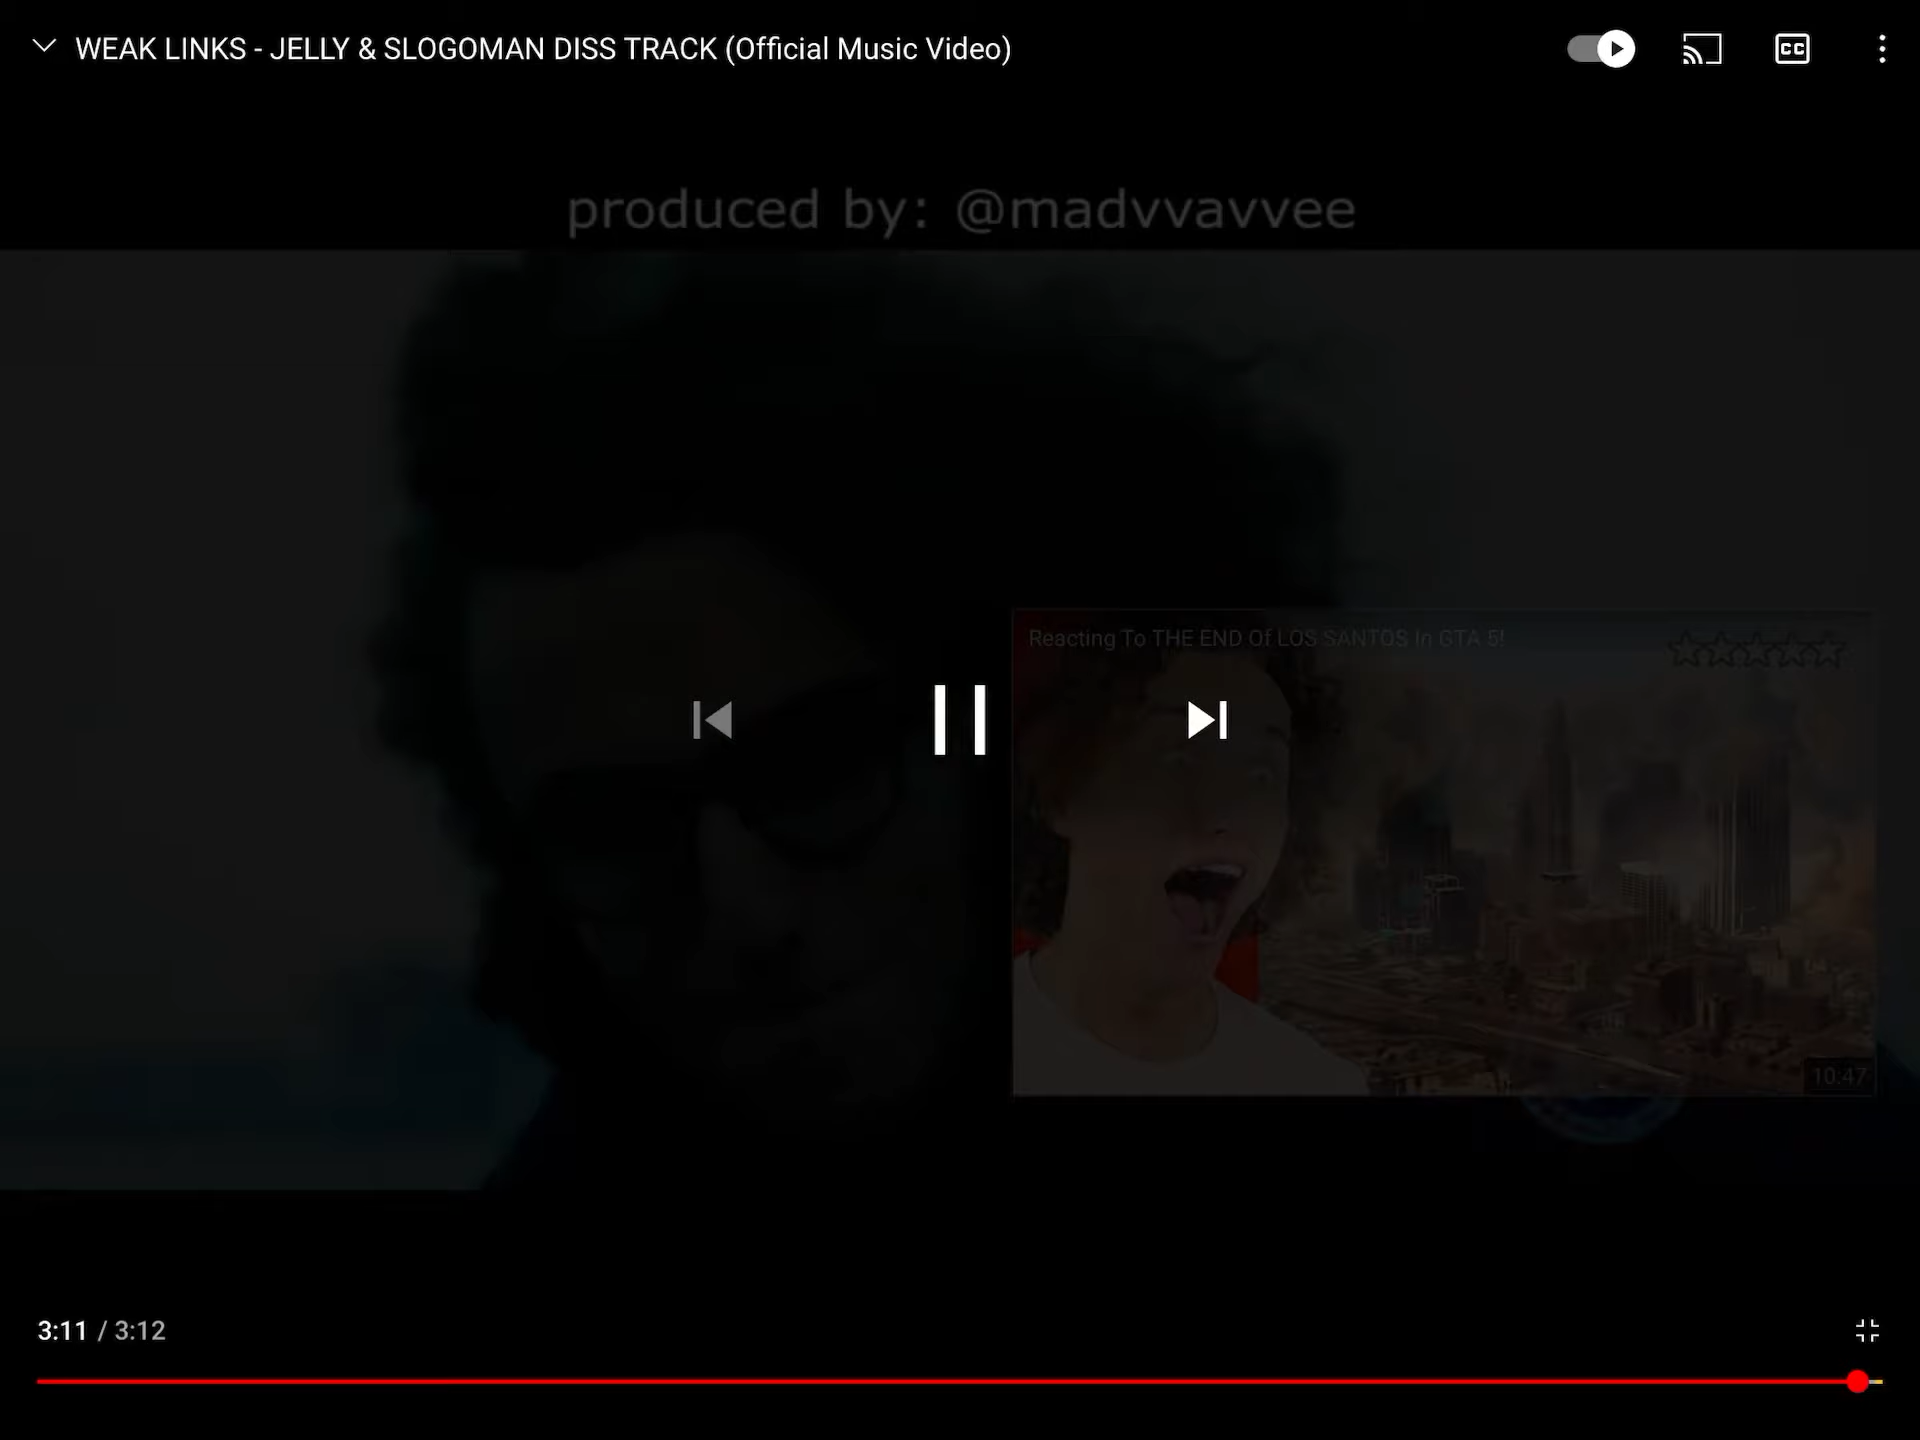 WEAK LINKS - JELLY & SLOGOMAN DISS TRACK (Official Music Video)
CC
produced by: @madvvavvee
Reacting To THE END Of LOS SANTOS In GTA 5!
10:47
3:11 / 3:12